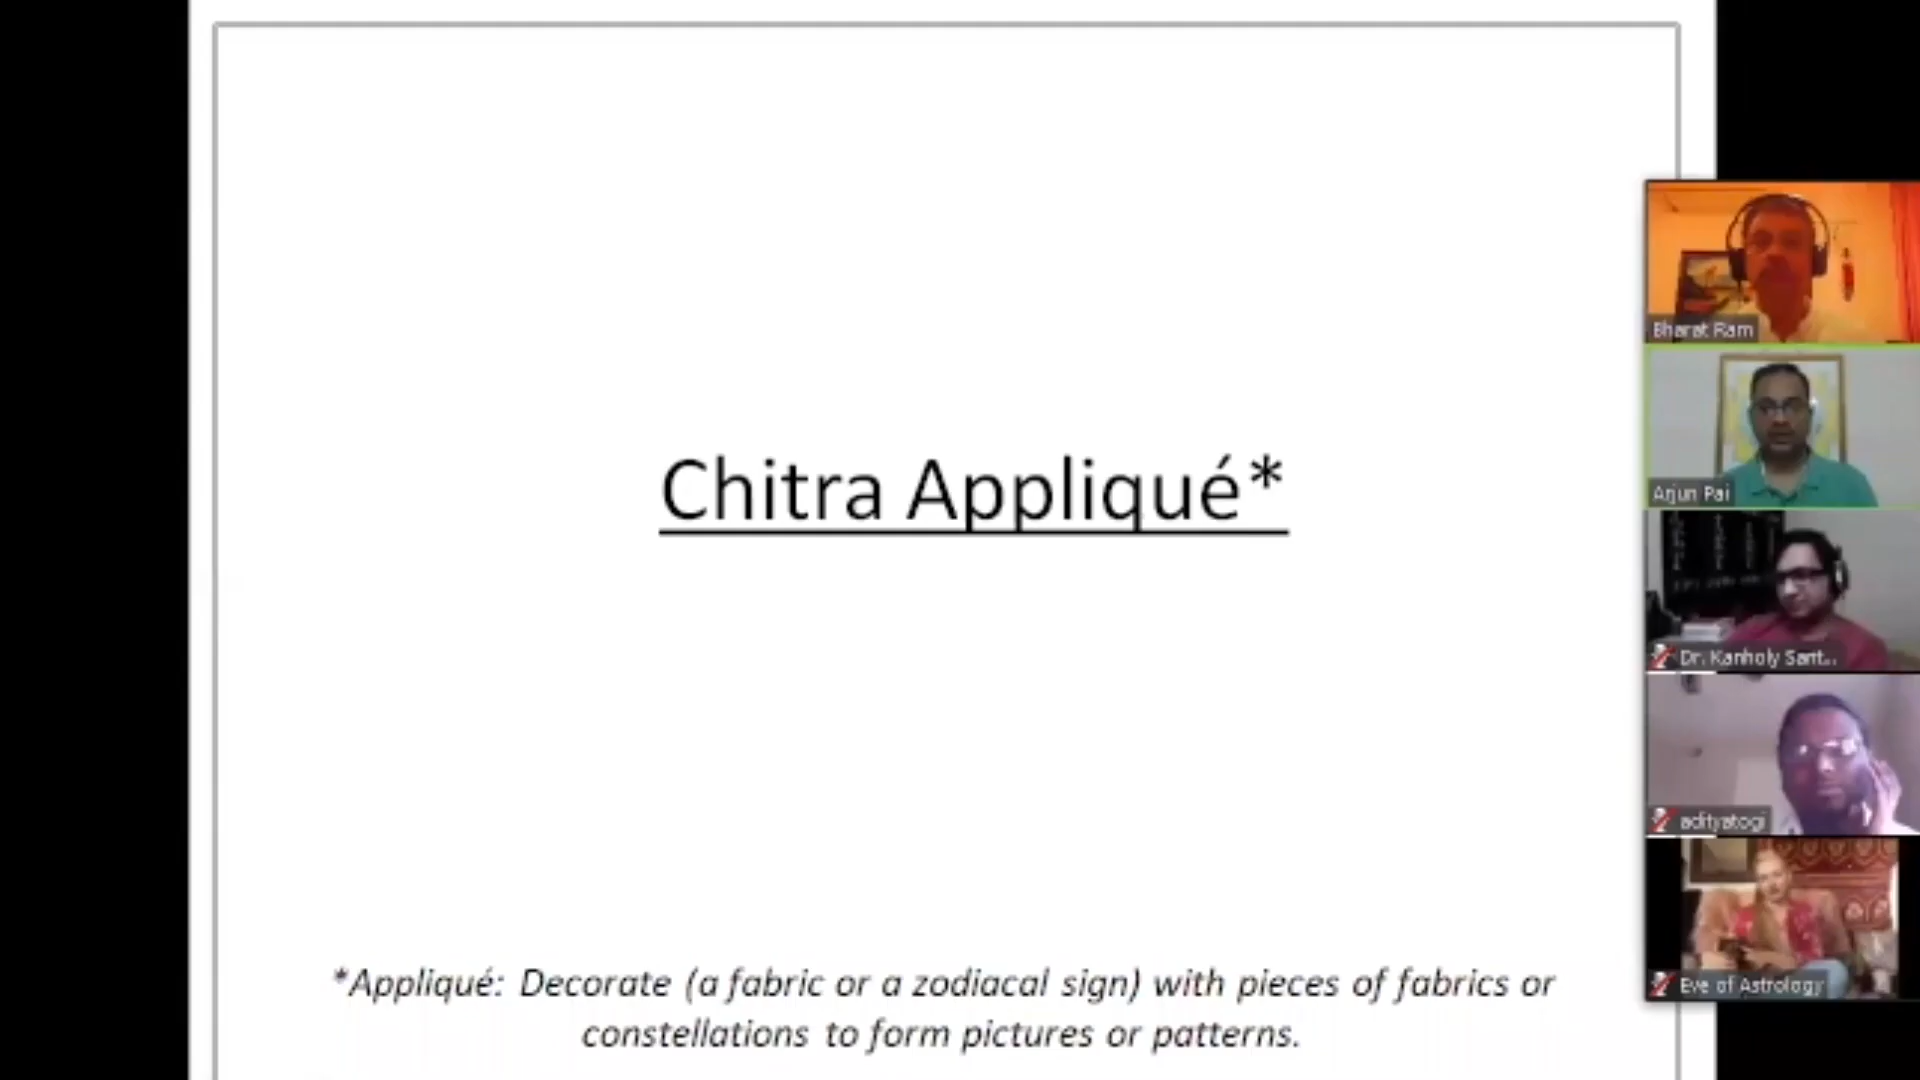 Chitra Appliqué*
*Appliqué: Decorate (a fabric or a zodiacal sign) with pieces of fabrics or
constellations to form pictures or patterns.
Bharat Ram
Arjun Pai
Dr. Kanholy Sant...
adityatogi
Eve of Astrology